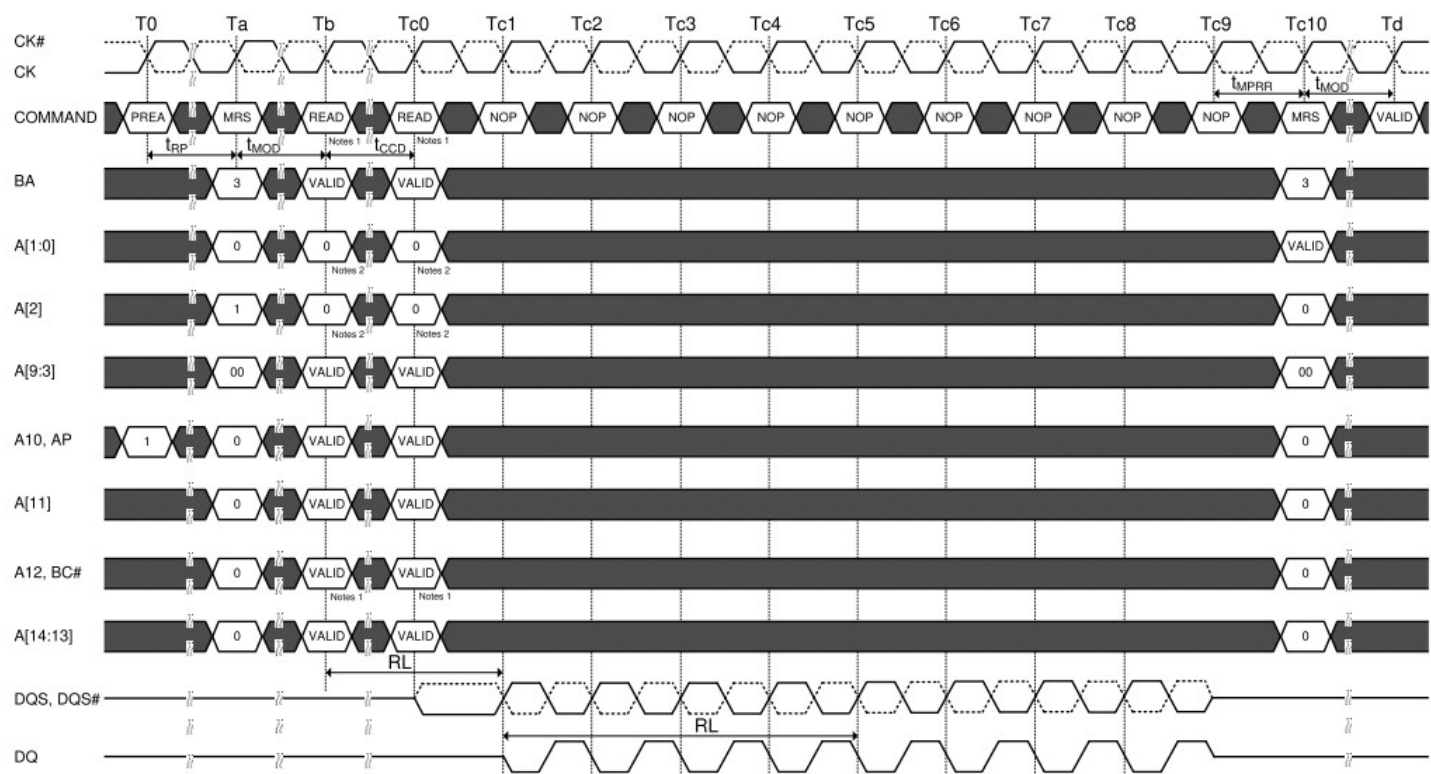 T0 Ta Tb Tc0 Tc1 Tc2 Tc3 Tc4 Tc5 Tc6 Tc7 Tc8 Tc9 Tc10 Td
CK#
CK
tMPRR tMOD
COMMAND PREA MRS READ READ NOP NOP NOP NOP NOP NOP NOP NOP NOP MRS VALID
Notes 1 Notes 1
tRP tMOD tCCD
BA 3 VALID VALID 3
A[1:0] 0 0 0 VALID
Notes 2 Notes 2
A[2] 1 0 0 0
Notes 2 Notes 2
A[9:3] 00 VALID VALID 00
A10, AP 1 0 VALID VALID 0
A[11] 0 VALID VALID 0
A12, BC# 0 VALID VALID 0
Notes 1 Notes 1
A[14:13] 0 VALID VALID 0
RL
DQS, DQS#
RL
DQ